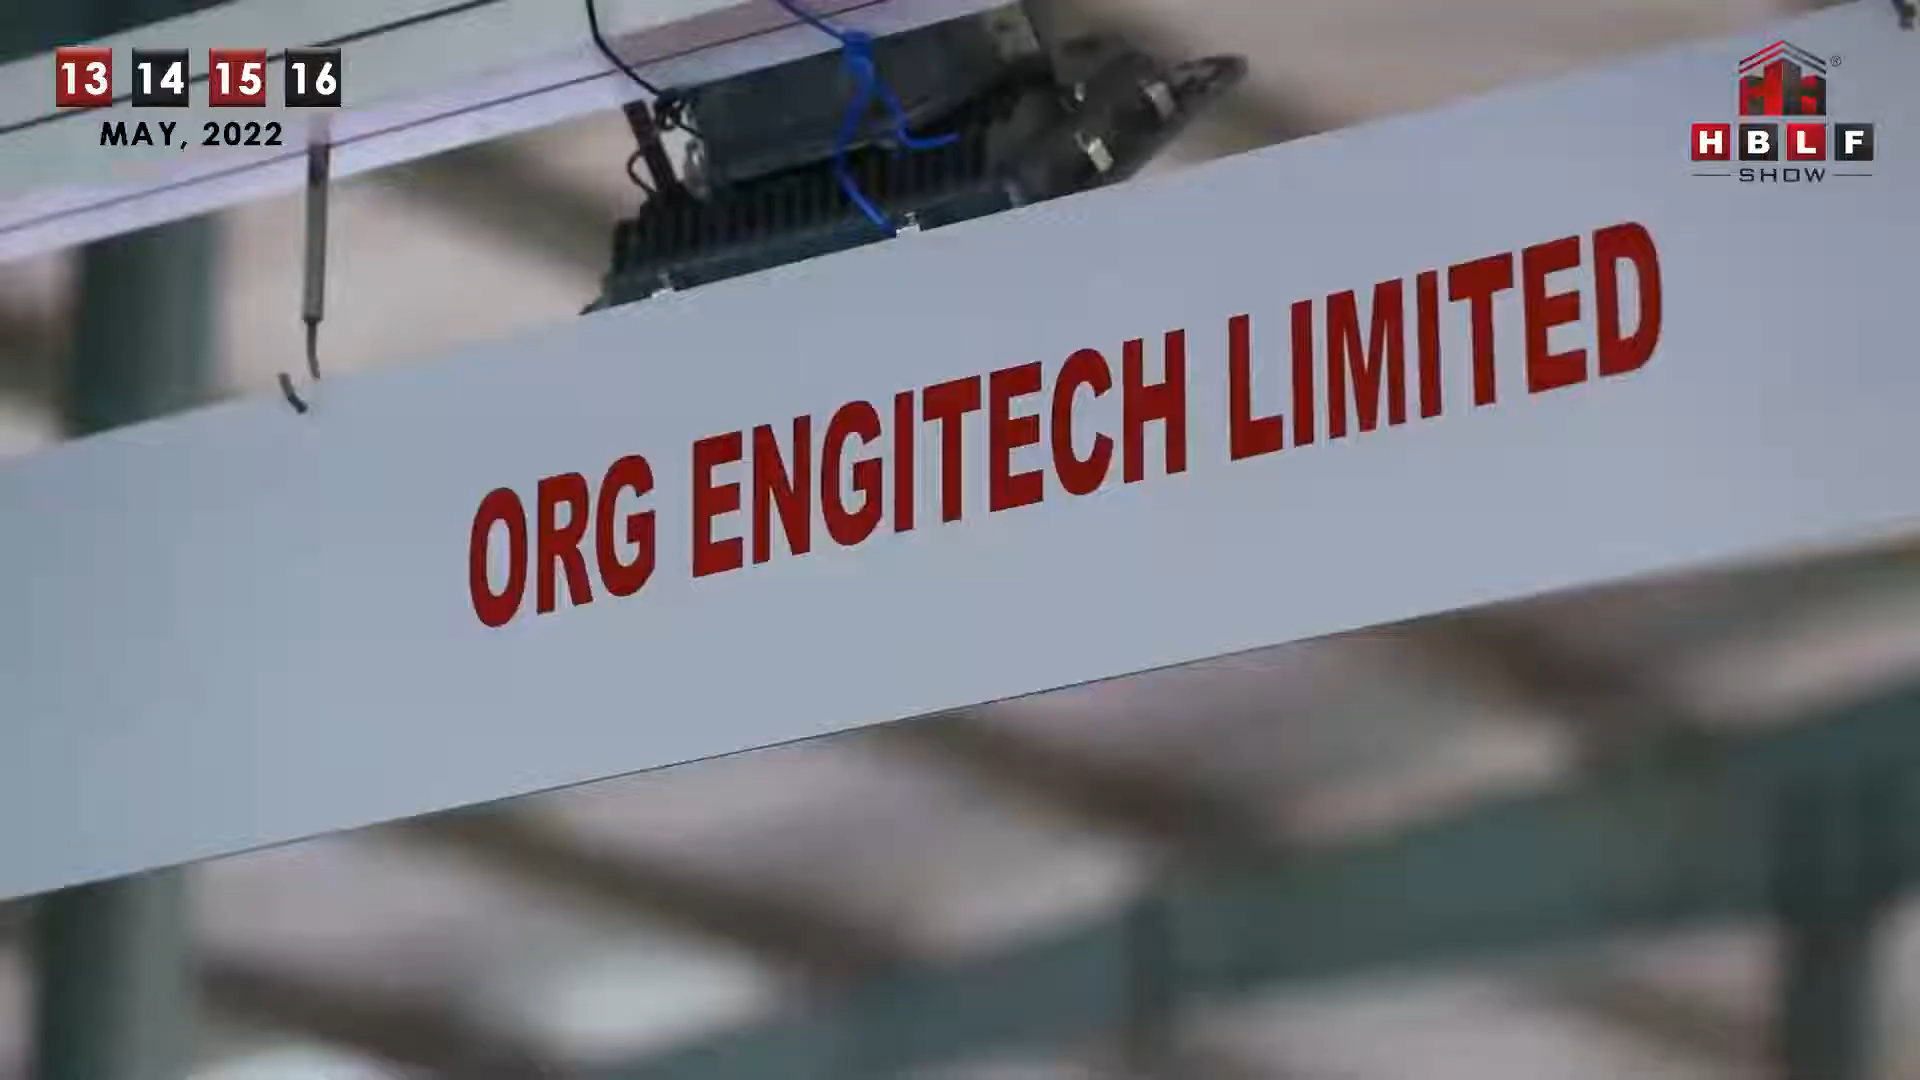 13 14 15 16
MAY, 2022
HBLF
SHOW
ORG ENGITECH LIMITED